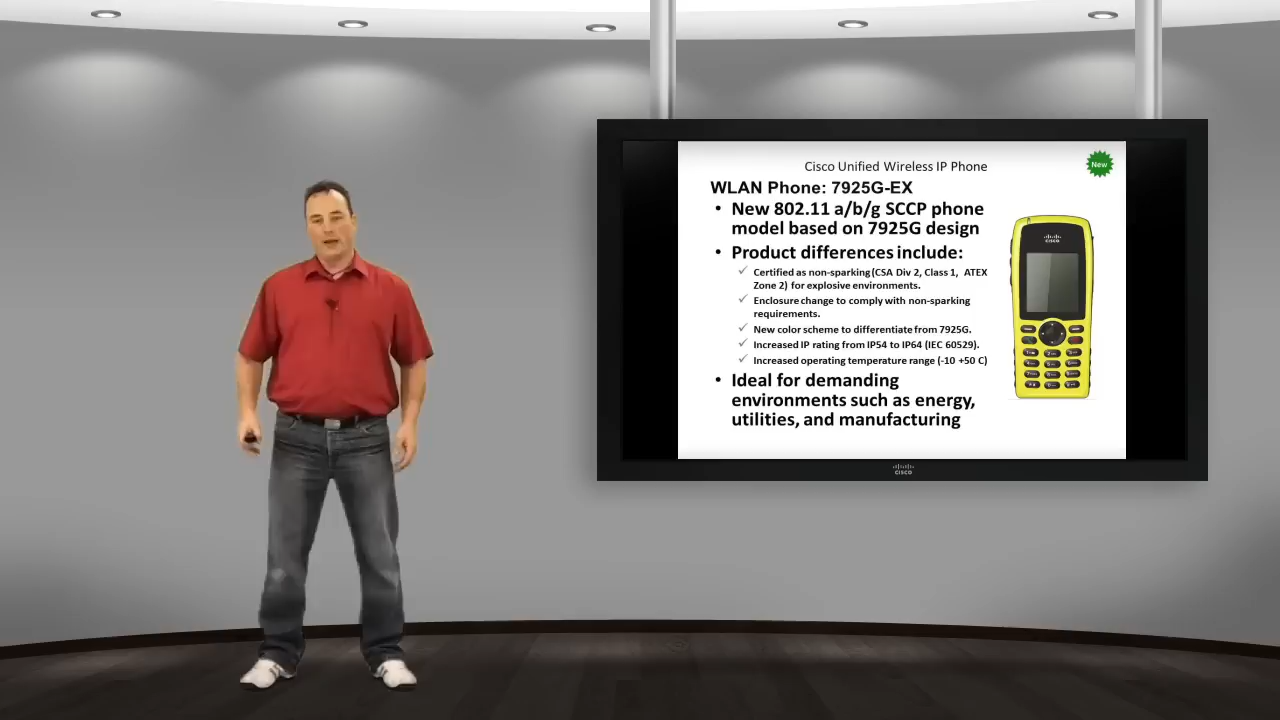 Cisco Unified Wireless IP Phone
New
WLAN Phone: 7925G-EX
• New 802.11 a/b/g SCCP phone
model based on 7925G design
• Product differences include:
✓ Certified as non-sparking (CSA Div 2, Class 1, ATEX
Zone 2) for explosive environments.
✓ Enclosure change to comply with non-sparking
requirements.
✓ New color scheme to differentiate from 7925G.
✓ Increased IP rating from IP54 to IP64 (IEC 60529).
✓ Increased operating temperature range (-10 +50 C)
• Ideal for demanding
environments such as energy,
utilities, and manufacturing
CISCO
CISCO